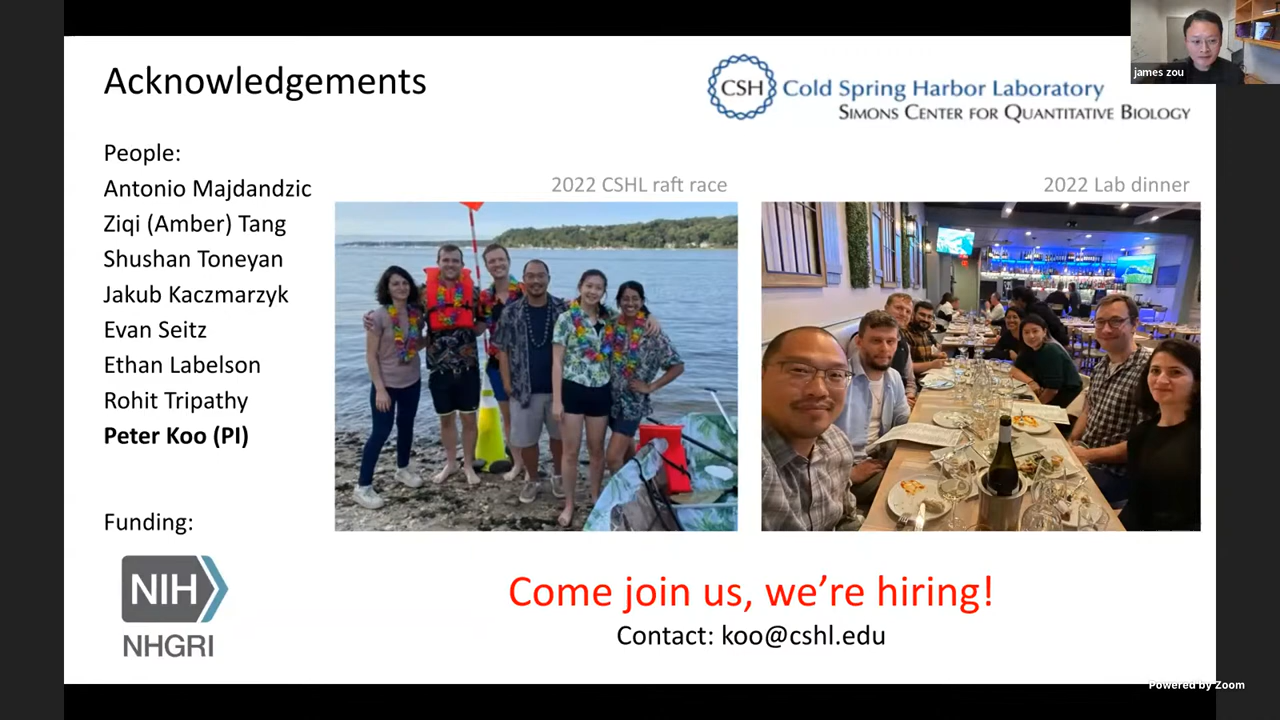 Acknowledgements
CSH Cold Spring Harbor Laboratory
SIMONS CENTER FOR QUANTITATIVE BIOLOGY
james zou
People:
Antonio Majdandzic
Ziqi (Amber) Tang
Shushan Toneyan
Jakub Kaczmarzyk
Evan Seitz
Ethan Labelson
Rohit Tripathy
Peter Koo (PI)
2022 CSHL raft race
2022 Lab dinner
Funding:
NIH
NHGRI
Come join us, we’re hiring!
Contact: koo@cshl.edu
Powered by Zoom